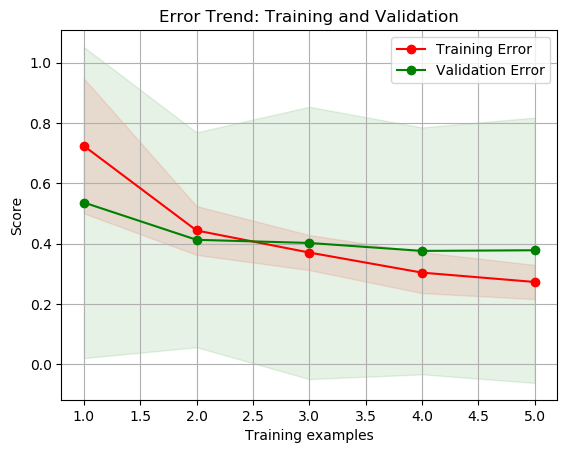 Error Trend: Training and Validation
Training Error
Validation Error
Score
1.0
0.8
0.6
0.4
0.2
0.0
1.0 1.5 2.0 2.5 3.0 3.5 4.0 4.5 5.0
Training examples